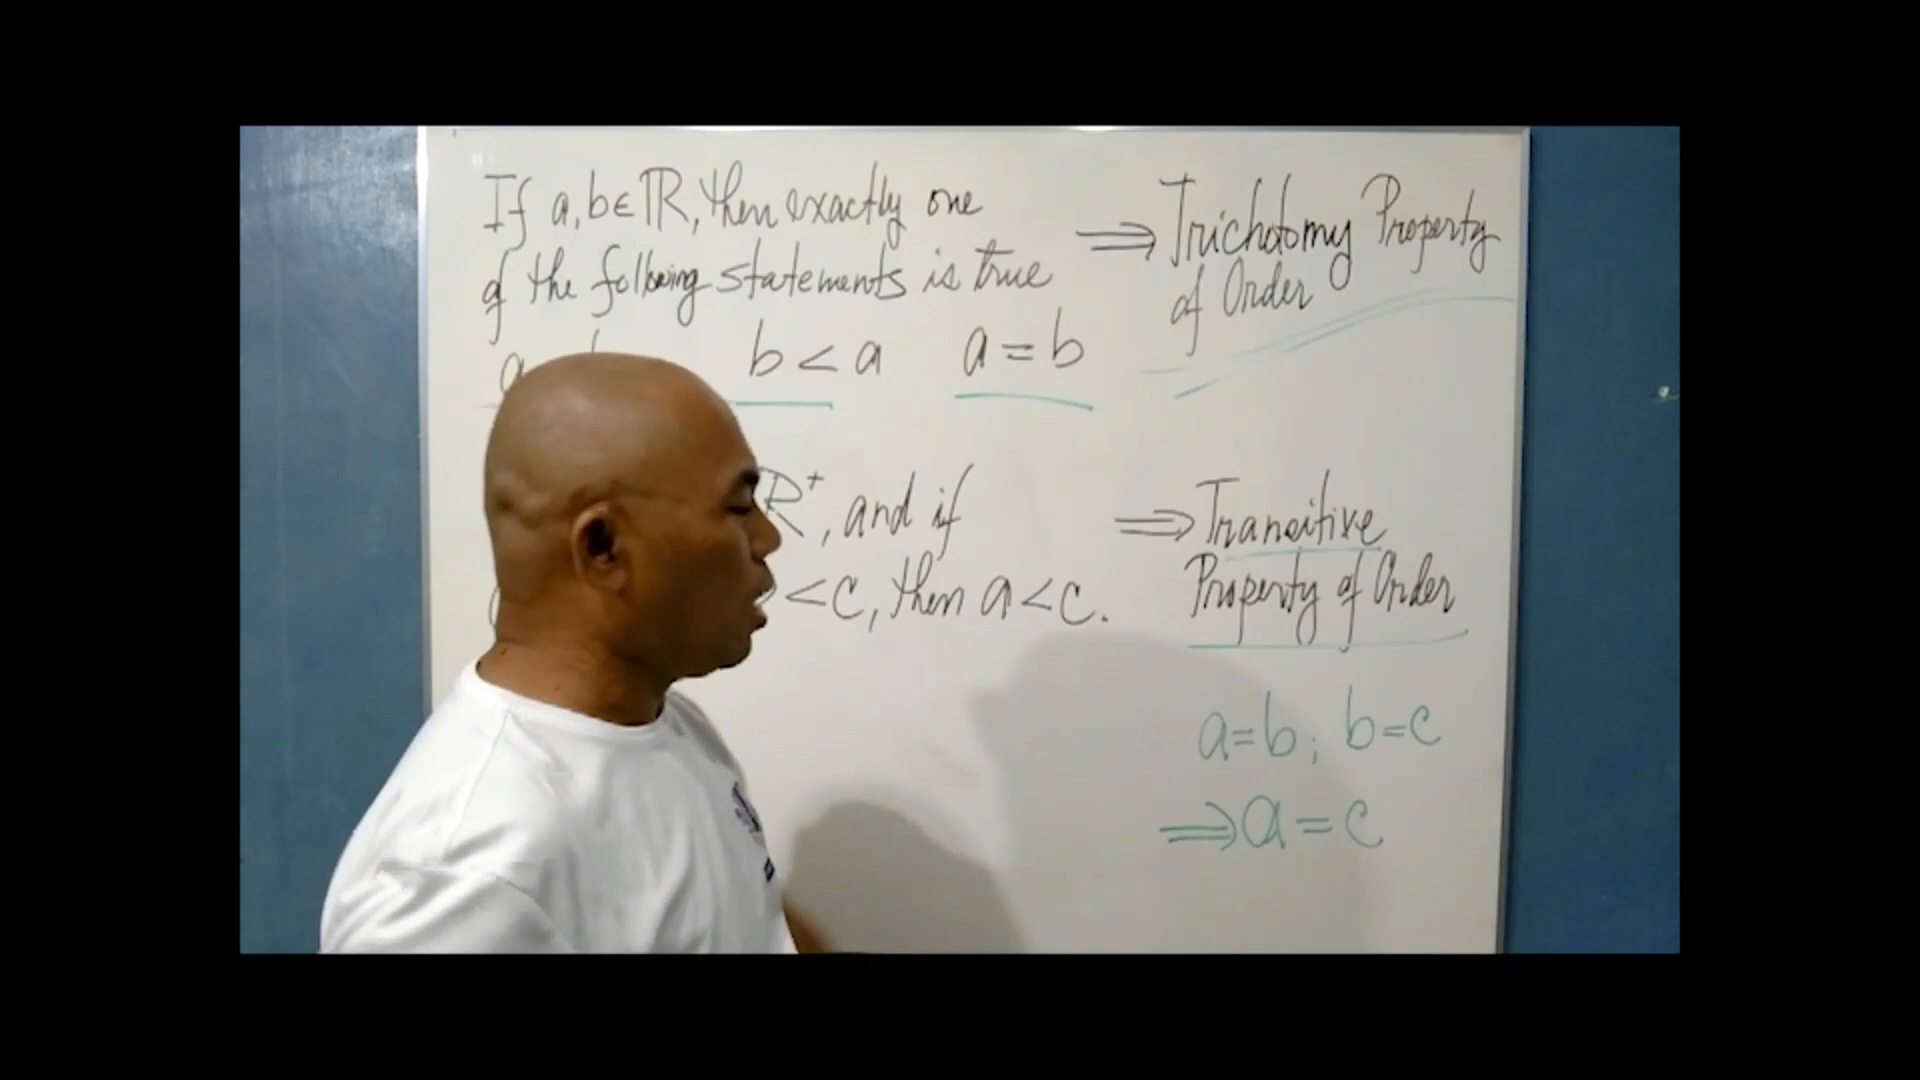 If a, b ∈ ℝ, then exactly one
of the following statements is true
b < a a = b
⇒ Trichotomy Property
of Order
ℝ⁺, and if
< c, then a < c.
⇒ Transitive
Property of Order
a = b ; b = c
⇒ a = c